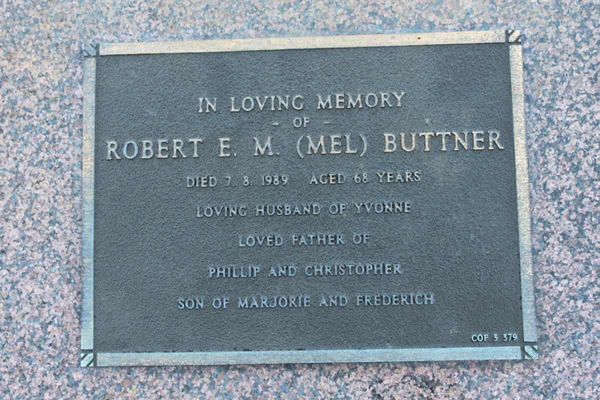 IN LOVING MEMORY
- OF -
ROBERT E. M. (MEL) BUTTNER
DIED 7. 8. 1989 AGED 68 YEARS
LOVING HUSBAND OF YVONNE
LOVED FATHER OF
PHILLIP AND CHRISTOPHER
SON OF MARJORIE AND FREDERICH
COF 3 379